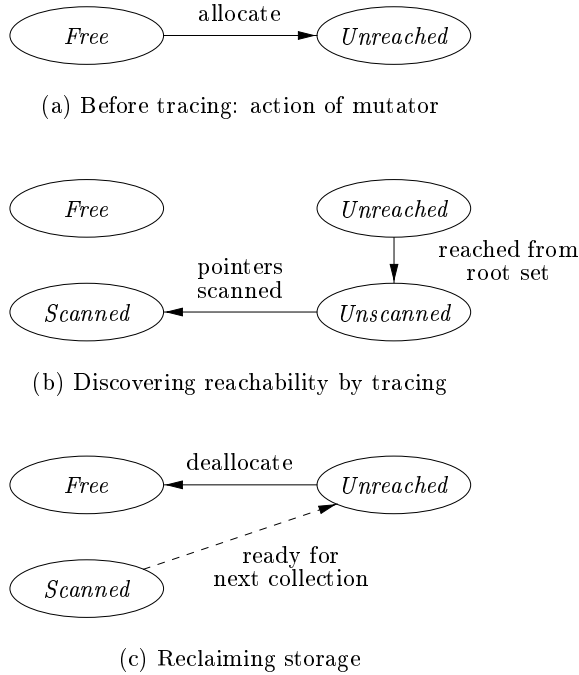 allocate
Free
Unreached
(a) Before tracing: action of mutator
Free
Unreached
reached from
root set
pointers
scanned
Scanned
Unscanned
(b) Discovering reachability by tracing
deallocate
Free
Unreached
ready for
next collection
Scanned
(c) Reclaiming storage